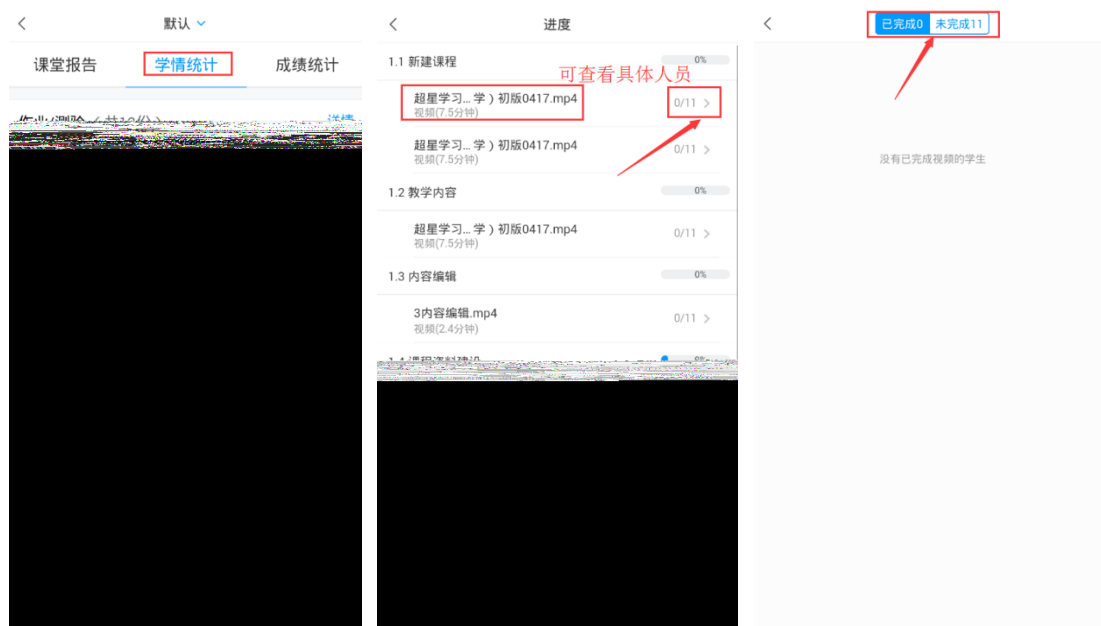 默认
课堂报告
学情统计
成绩统计
进度
1.1 新建课程
0%
可查看具体人员
超星学习... 学）初版0417.mp4
视频(7.5分钟)
0/11
超星学习... 学）初版0417.mp4
视频(7.5分钟)
0/11
1.2 教学内容
0%
超星学习... 学）初版0417.mp4
视频(7.5分钟)
0/11
1.3 内容编辑
0%
3内容编辑.mp4
视频(2.4分钟)
0/11
已完成0
未完成11
没有已完成视频的学生